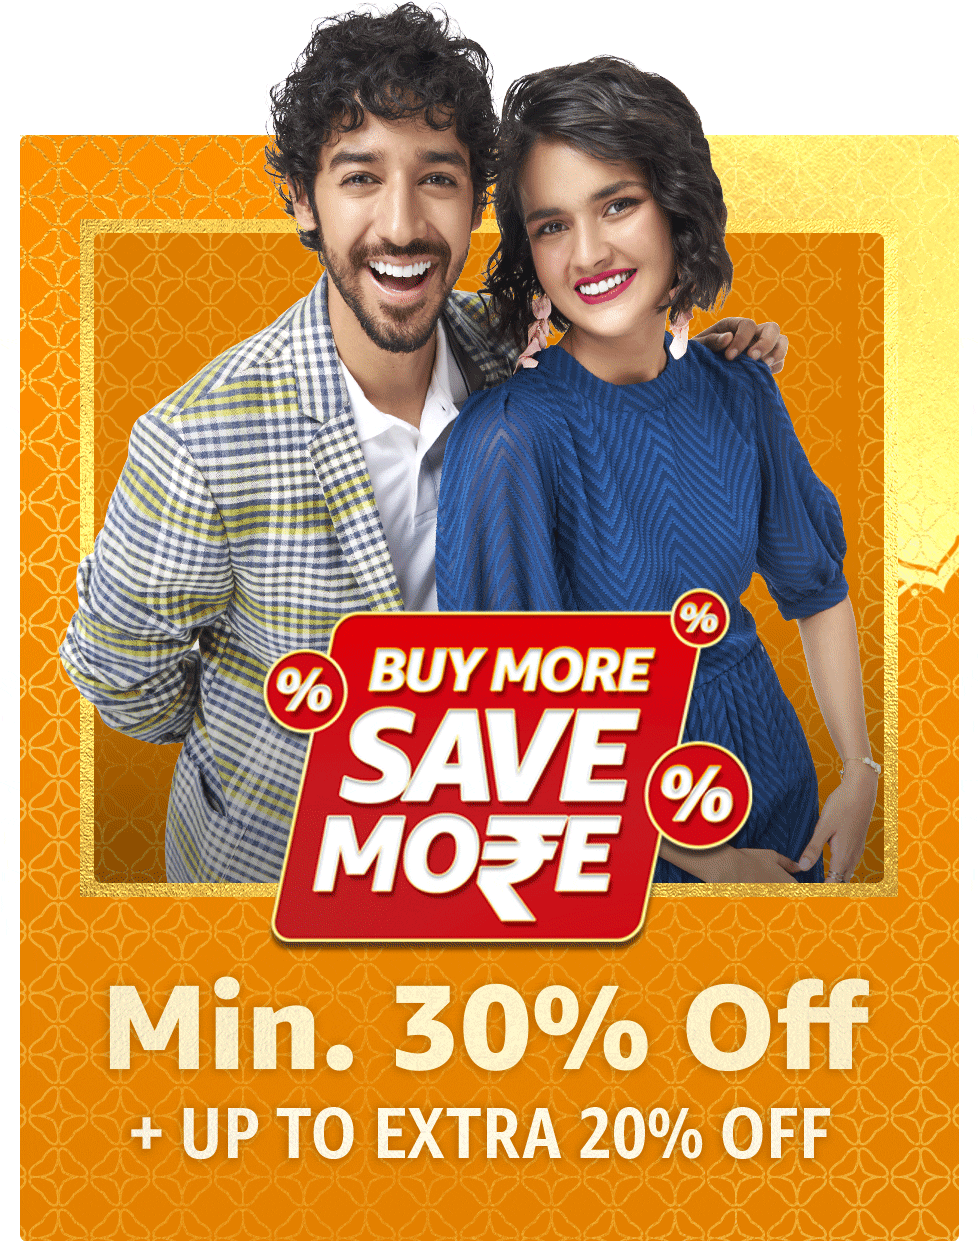 %
BUY MORE
%
SAVE
%
MO₹E
Min. 30% Off
+ UP TO EXTRA 20% OFF